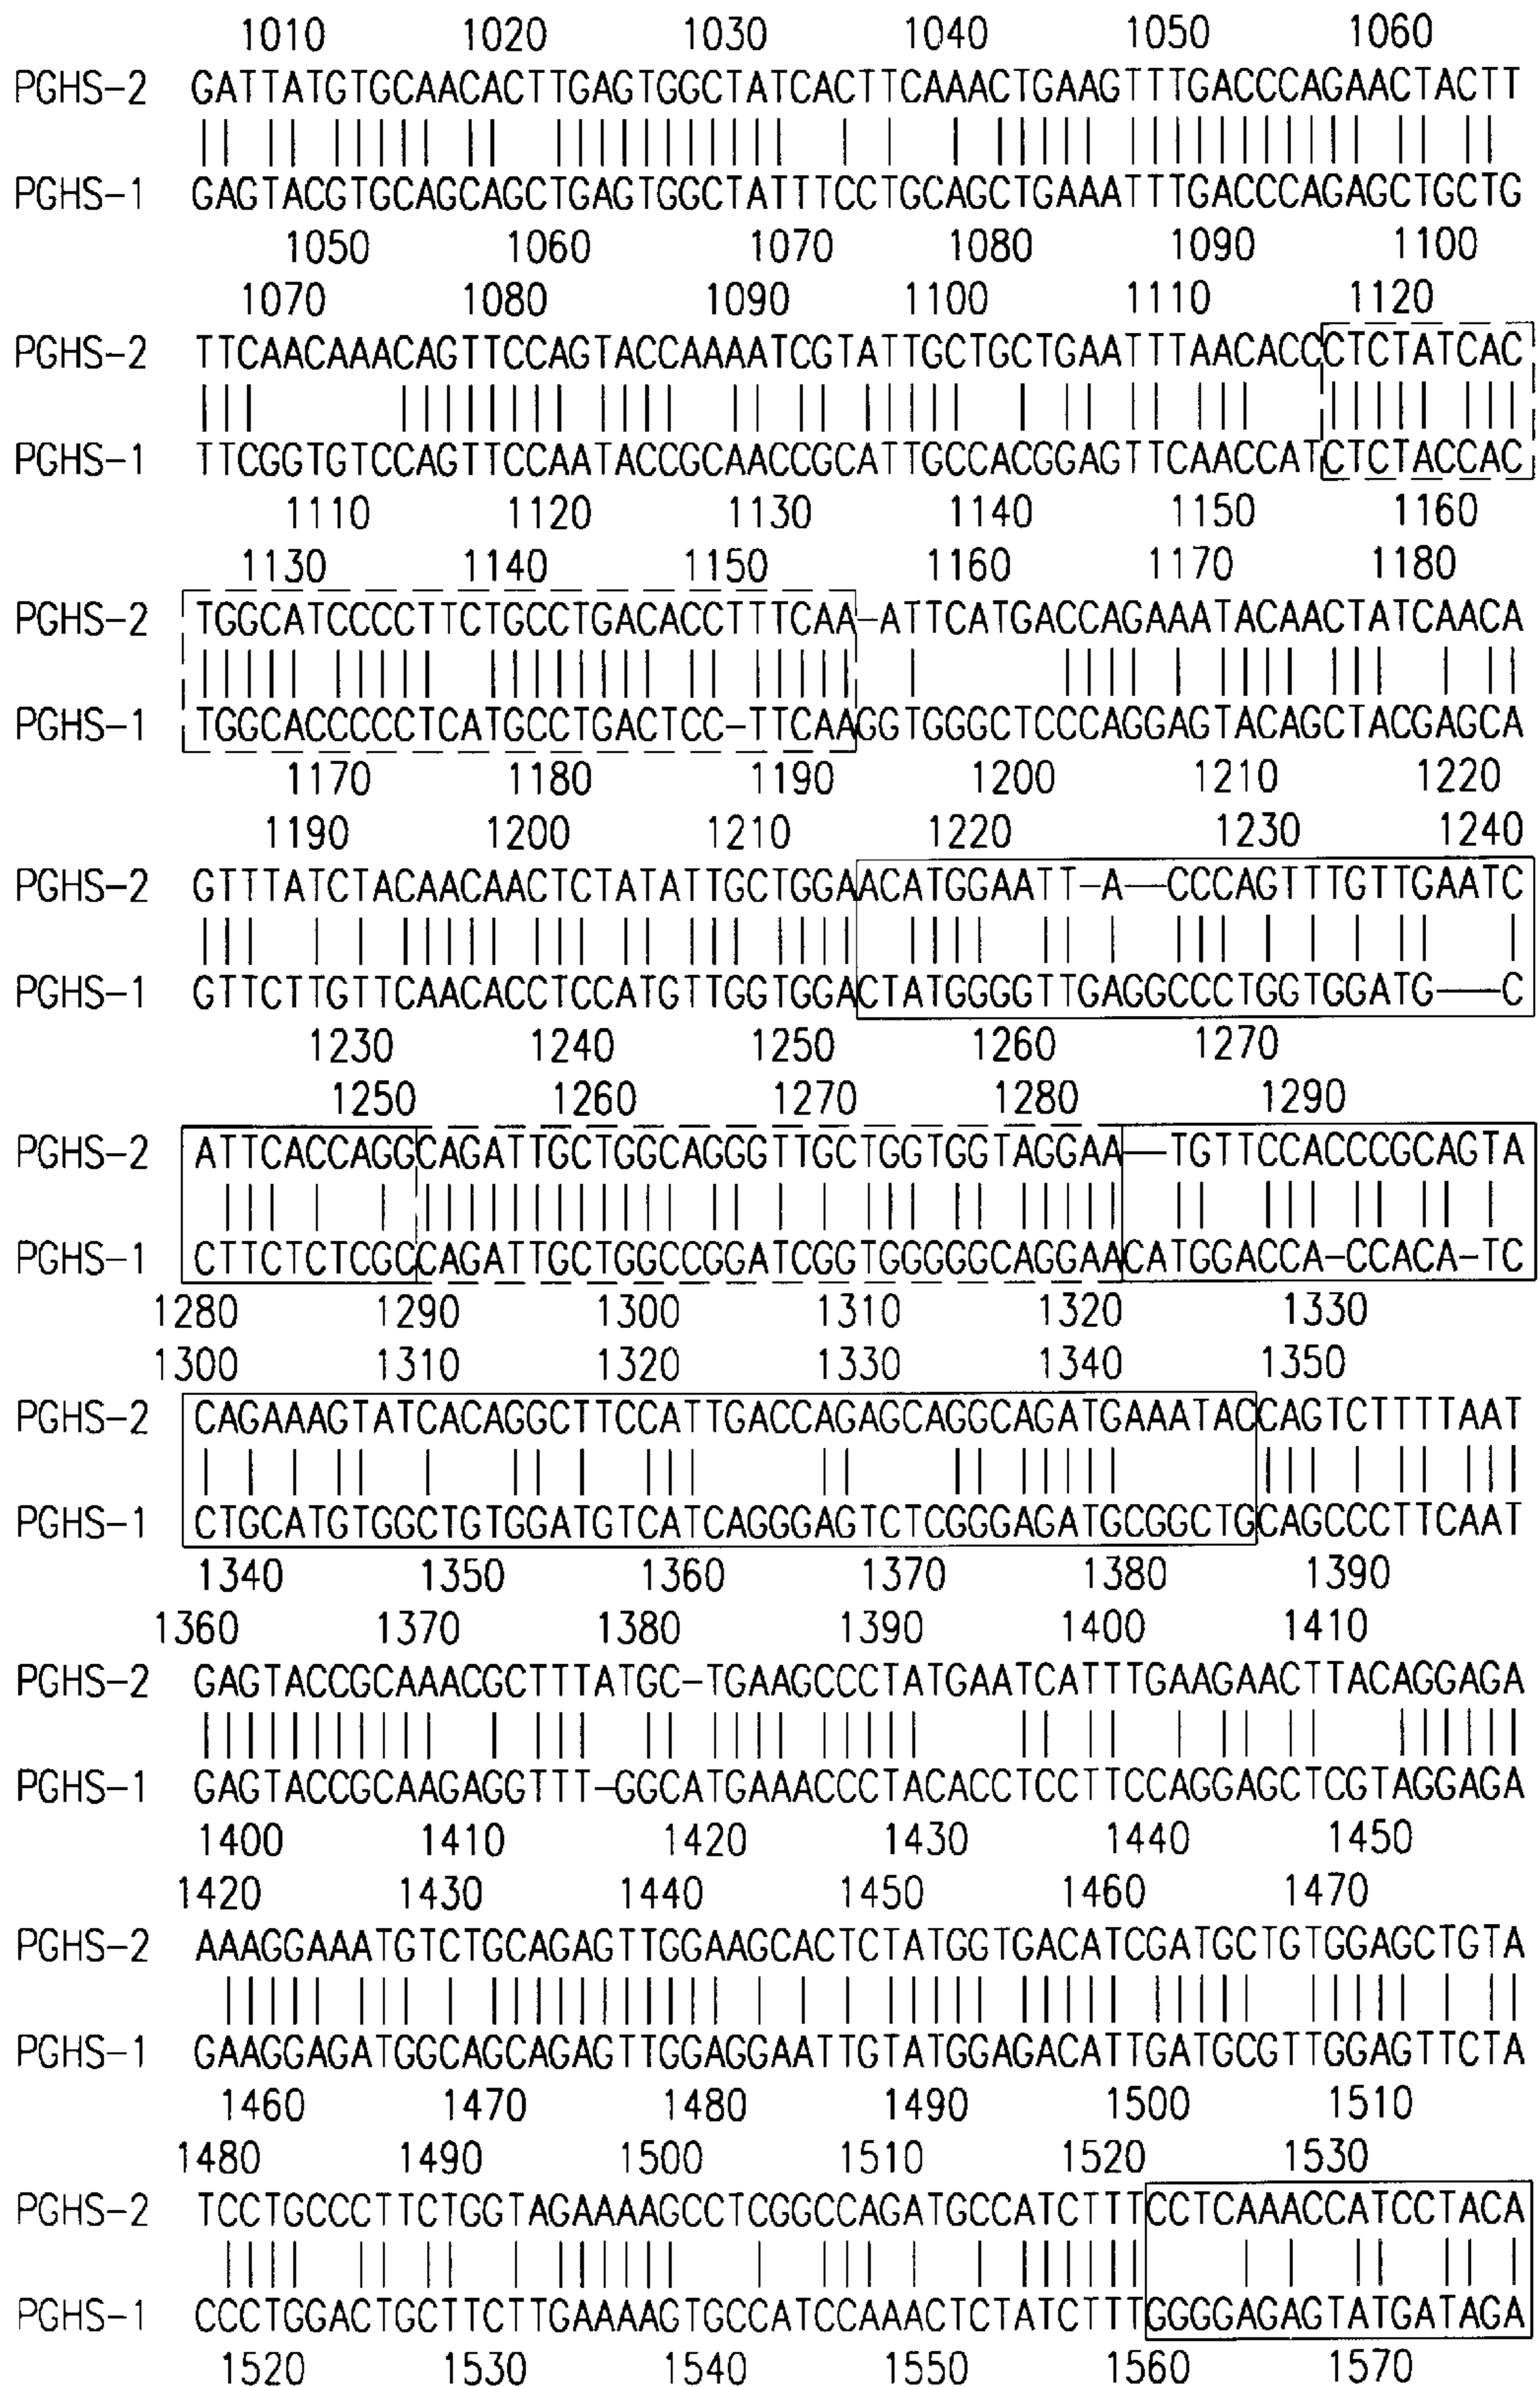 1010 1020 1030 1040 1050 1060
PGHS-2 GATTATGTGCAACACTTGAGTGGCTATCACTTCAAACTGAAGTTTGACCCAGAACTACTT
PGHS-1 GAGTACGTGCAGCAGCTGAGTGGCTATTTCCTGCAGCTGAAATTTGACCCAGAGCTGCTG
1050 1060 1070 1080 1090 1100
1070 1080 1090 1100 1110 1120
PGHS-2 TTCAACAAACAGTTCCAGTACCAAAATCGTATTGCTGCTGAATTTAACACCCTCTATCAC
PGHS-1 TTCGGTGTCCAGTTCCAATACCGCAACCGCATTGCCACGGAGTTCAACCATCTCTACCAC
1110 1120 1130 1140 1150 1160
1130 1140 1150 1160 1170 1180
PGHS-2 TGGCATCCCCTTCTGCCTGACACCTTTCAA-ATTCATGACCAGAAATACAACTATCAACA
PGHS-1 TGGCACCCCCTCATGCCTGACTCC-TTCAAGGTGGGCTCCCAGGAGTACAGCTACGAGCA
1170 1180 1190 1200 1210 1220
1190 1200 1210 1220 1230 1240
PGHS-2 GTTTATCTACAACAACTCTATATTGCTGGAACATGGAATT-A--CCCAGTTTGTTGAATC
PGHS-1 GTTCTTGTTCAACACCTCCATGTTGGTGGACTATGGGGTTGAGGCCCTGGTGGATG---C
1230 1240 1250 1260 1270
1250 1260 1270 1280 1290
PGHS-2 ATTCACCAGGCAGATTGCTGGCAGGGTTGCTGGTGGTAGGAA--TGTTCCACCCGCAGTA
PGHS-1 CTTCTCTCGCCAGATTGCTGGCCGGATCGGTGGGGGCAGGAACATGGACCA-CCACA-TC
1280 1290 1300 1310 1320 1330
1300 1310 1320 1330 1340 1350
PGHS-2 CAGAAAGTATCACAGGCTTCCATTGACCAGAGCAGGCAGATGAAATACCAGTCTTTTAAT
PGHS-1 CTGCATGTGGCTGTGGATGTCATCAGGGAGTCTCGGGAGATGCGGCTGCAGCCCTTCAAT
1340 1350 1360 1370 1380 1390
1360 1370 1380 1390 1400 1410
PGHS-2 GAGTACCGCAAACGCTTTATGC-TGAAGCCCTATGAATCATTTGAAGAACTTACAGGAGA
PGHS-1 GAGTACCGCAAGAGGTTT-GGCATGAAACCCTACACCTCCTTCCAGGAGCTCGTAGGAGA
1400 1410 1420 1430 1440 1450
1420 1430 1440 1450 1460 1470
PGHS-2 AAAGGAAATGTCTGCAGAGTTGGAAGCACTCTATGGTGACATCGATGCTGTGGAGCTGTA
PGHS-1 GAAGGAGATGGCAGCAGAGTTGGAGGAATTGTATGGAGACATTGATGCGTTGGAGTTCTA
1460 1470 1480 1490 1500 1510
1480 1490 1500 1510 1520 1530
PGHS-2 TCCTGCCCTTCTGGTAGAAAAGCCTCGGCCAGATGCCATCTTTCCTCAAACCATCCTACA
PGHS-1 CCCTGGACTGCTTCTTGAAAAGTGCCATCCAAACTCTATCTTTGGGGAGAGTATGATAGA
1520 1530 1540 1550 1560 1570